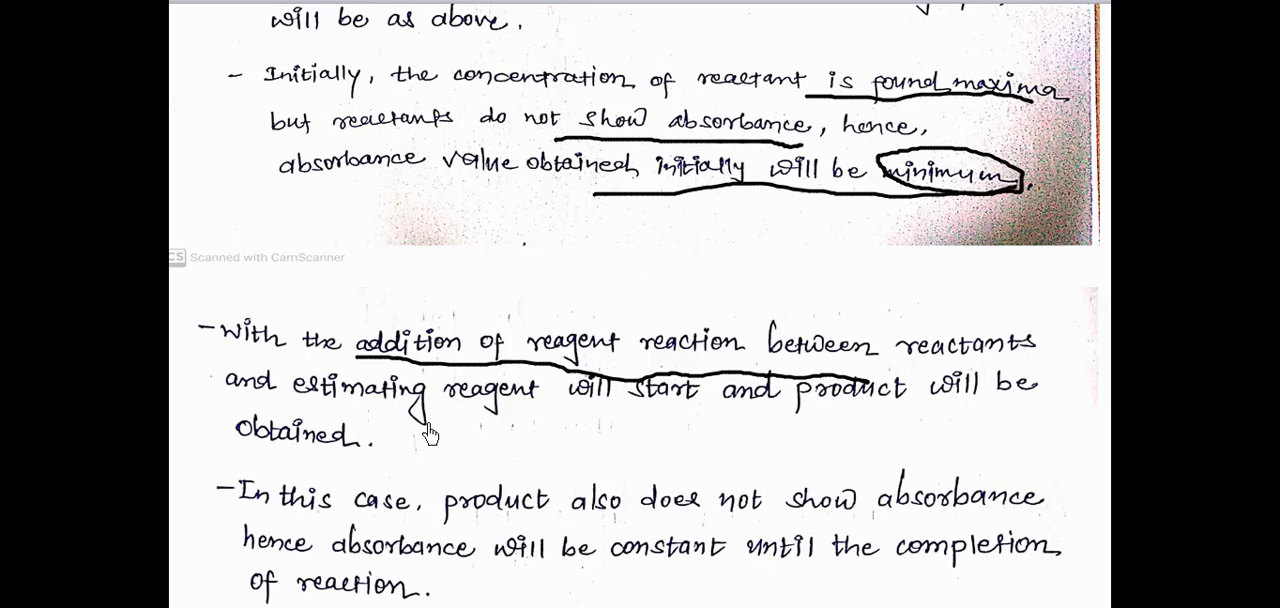 will be as above.
- Initially, the concentration of reactant is found maxima
but reactants do not show absorbance, hence,
absorbance value obtained initially will be minimum.
CS Scanned with CamScanner
- With the addition of reagent reaction between reactants
and estimating reagent will start and product will be
obtained.
- In this case, product also does not show absorbance
hence absorbance will be constant until the completion
of reaction.